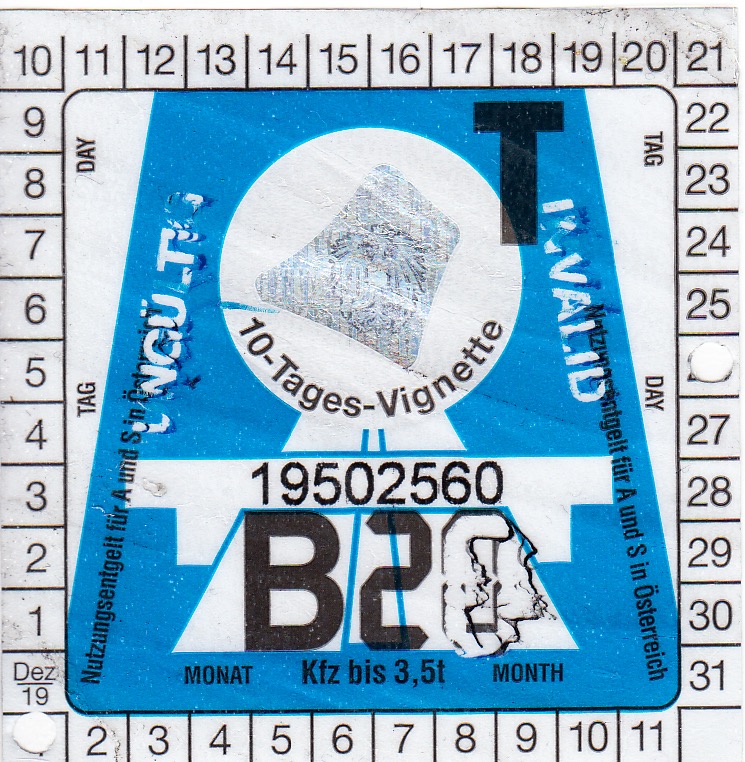 10 11 12 13 14 15 16 17 18 19 20 21
9 22
8 23
7 24
6 25
5
4 27
3 28
2 29
1 30
Dez
19
31
2 3 4 5 6 7 8 9 10 11
DAY
TAG
T
INVALID
10-Tages-Vignette
TAG
DAY
19502560
B20
Nutzungsentgelt für A und S in Österreich
Nutzungsentgelt für A und S in Österreich
MONAT Kfz bis 3,5t MONTH